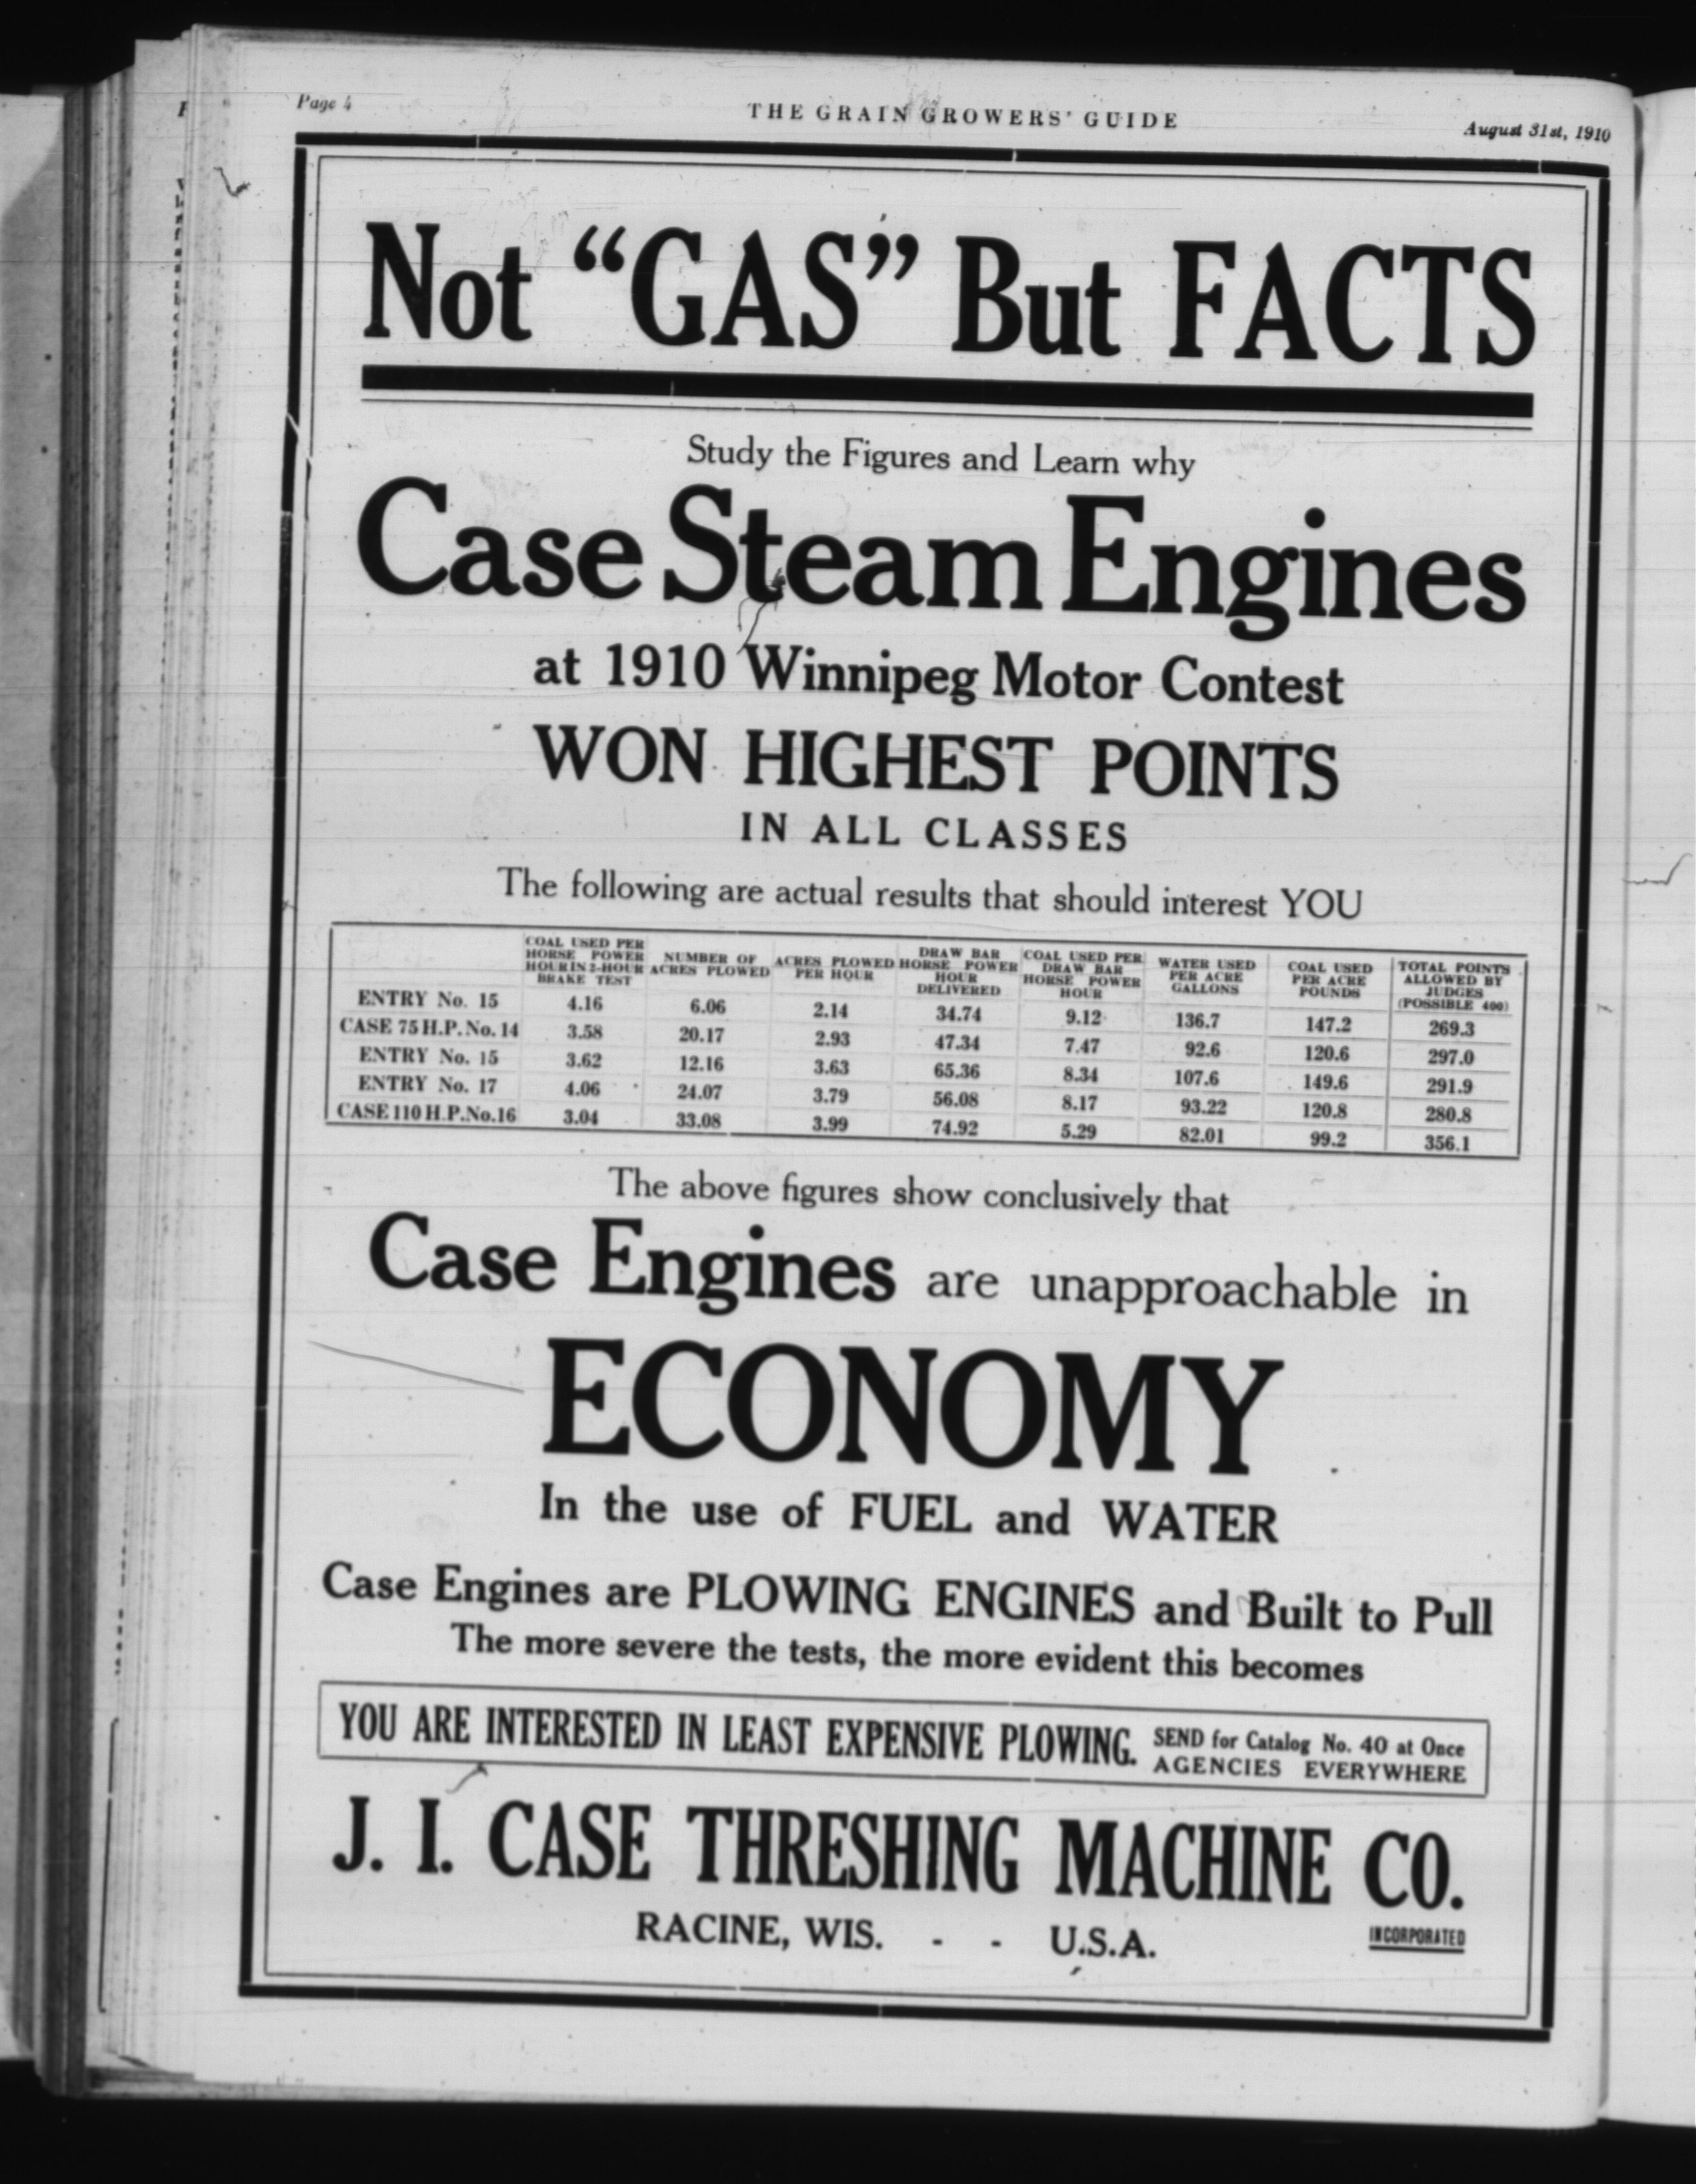 Page 4
THE GRAIN GROWERS' GUIDE
August 31st, 1910
Not "GAS" But FACTS
Study the Figures and Learn why
Case Steam Engines
at 1910 Winnipeg Motor Contest
WON HIGHEST POINTS
IN ALL CLASSES
The following are actual results that should interest YOU
COAL USED PER HORSE POWER HOUR IN 2-HOUR BRAKE TEST NUMBER OF ACRES PLOWED ACRES PLOWED PER HOUR DRAW BAR HORSE POWER HOUR DELIVERED COAL USED PER DRAW BAR HORSE POWER HOUR WATER USED PER ACRE GALLONS COAL USED PER ACRE POUNDS TOTAL POINTS ALLOWED BY JUDGES (POSSIBLE 400)
ENTRY No. 15 4.16 6.06 2.14 34.74 9.12 136.7 147.2 269.3
CASE 75 H.P. No. 14 3.58 20.17 2.93 47.34 7.47 92.6 120.6 297.0
ENTRY No. 15 3.62 12.16 3.63 65.36 8.34 107.6 149.6 291.9
ENTRY No. 17 4.06 24.07 3.79 56.08 8.17 93.22 120.8 280.8
CASE 110 H.P. No. 16 3.04 33.08 3.99 74.92 5.29 82.01 99.2 356.1
The above figures show conclusively that
Case Engines are unapproachable in
ECONOMY
In the use of FUEL and WATER
Case Engines are PLOWING ENGINES and Built to Pull
The more severe the tests, the more evident this becomes
YOU ARE INTERESTED IN LEAST EXPENSIVE PLOWING. SEND for Catalog No. 40 at Once
AGENCIES EVERYWHERE
J. I. CASE THRESHING MACHINE CO.
INCORPORATED
RACINE, WIS. - - U.S.A.